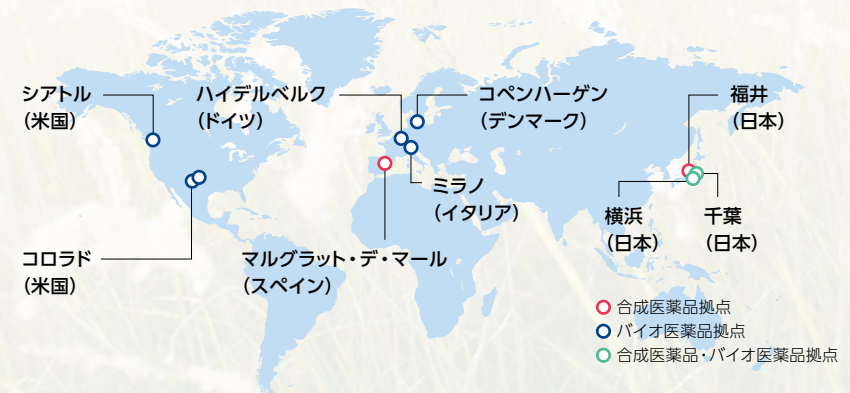 シアトル
（米国）
ハイデルベルク
（ドイツ）
コペンハーゲン
（デンマーク）
福井
（日本）
ミラノ
（イタリア）
横浜
（日本）
千葉
（日本）
コロラド
（米国）
マルグラット・デ・マール
（スペイン）
合成医薬品拠点
バイオ医薬品拠点
合成医薬品・バイオ医薬品拠点